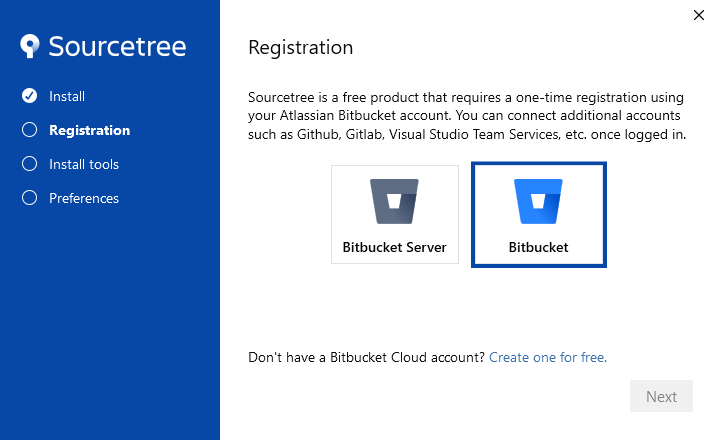 Sourcetree
Install
Registration
Install tools
Preferences
Registration
Sourcetree is a free product that requires a one-time registration using
your Atlassian Bitbucket account. You can connect additional accounts
such as Github, Gitlab, Visual Studio Team Services, etc. once logged in.
Bitbucket Server
Bitbucket
Don't have a Bitbucket Cloud account? Create one for free.
Next